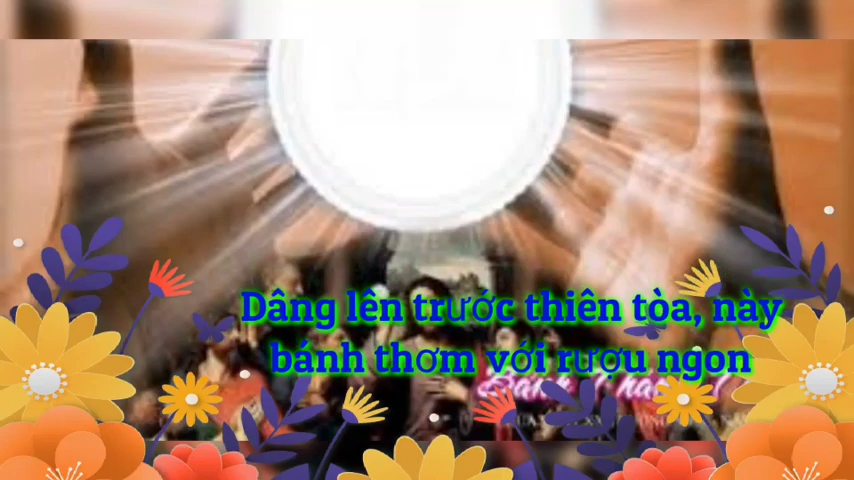 Dâng lên trước thiên tòa, này
bánh thơm với rượu ngon